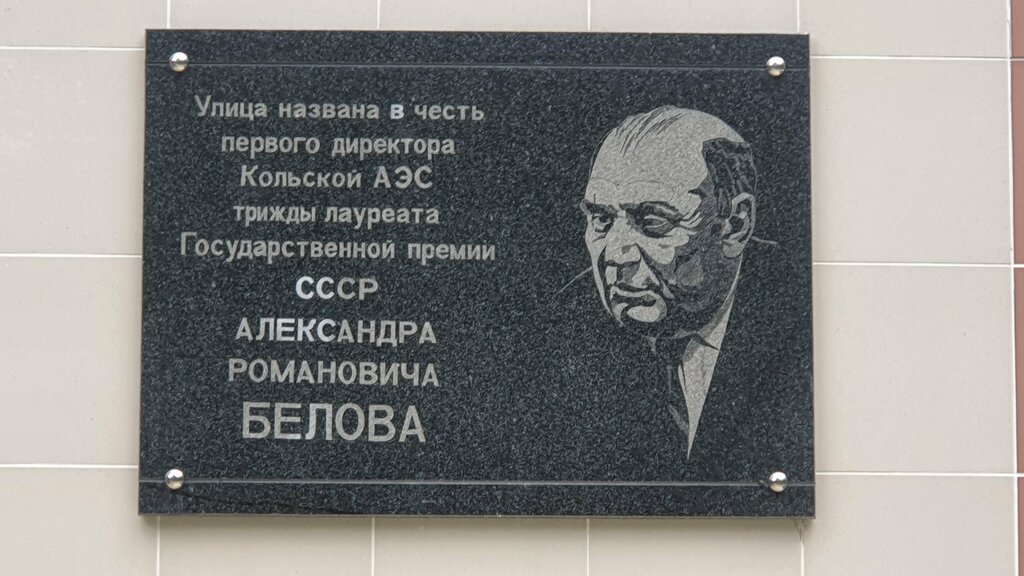 Улица названа в честь
первого директора
Кольской АЭС
трижды лауреата
Государственной премии
СССР
АЛЕКСАНДРА
РОМАНОВИЧА
БЕЛОВА